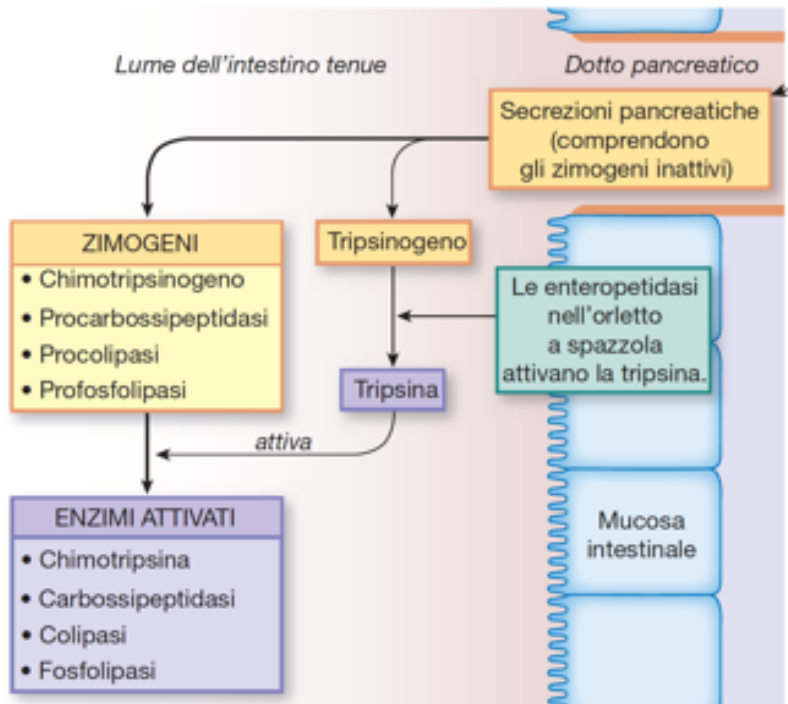 Lume dell'intestino tenue
Dotto pancreatico
Secrezioni pancreatiche
(comprendono
gli zimogeni inattivi)
ZIMOGENI
• Chimotripsinogeno
• Procarbossipeptidasi
• Procolipasi
• Profosfolipasi
Tripsinogeno
Le enteropetidasi
nell'orletto
a spazzola
attivano la tripsina.
Tripsina
attiva
ENZIMI ATTIVATI
• Chimotripsina
• Carbossipeptidasi
• Colipasi
• Fosfolipasi
Mucosa
intestinale